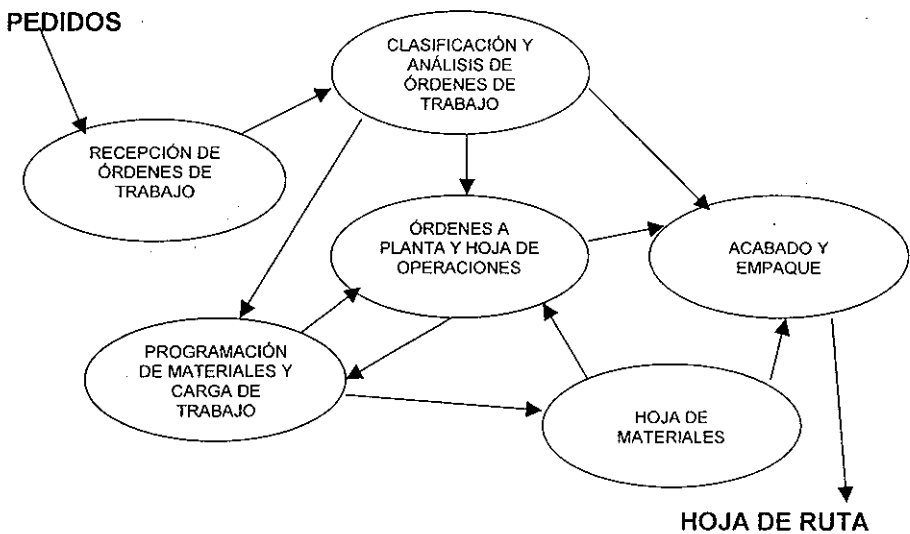 PEDIDOS
CLASIFICACIÓN Y
ANÁLISIS DE
ÓRDENES DE
TRABAJO
RECEPCIÓN DE
ÓRDENES DE
TRABAJO
ÓRDENES A
PLANTA Y HOJA DE
OPERACIONES
ACABADO Y
EMPAQUE
PROGRAMACIÓN
DE MATERIALES Y
CARGA DE
TRABAJO
HOJA DE
MATERIALES
HOJA DE RUTA